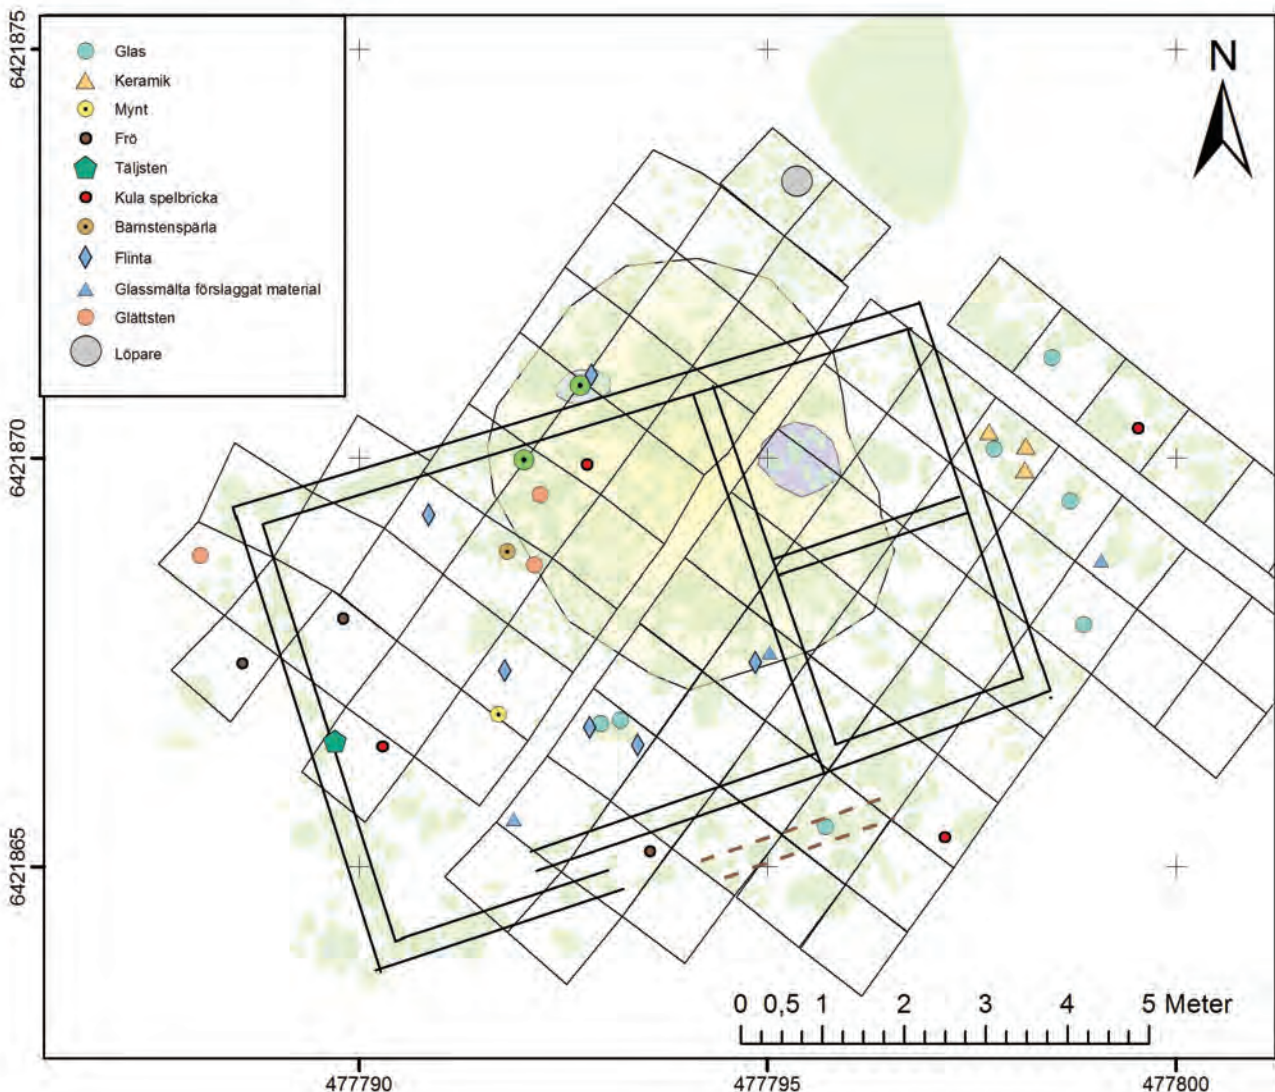 6421875
Glas
Keramik
Mynt
Frö
Täljsten
Kula spelbricka
Bärnstenspärla
Flinta
Glassmälta förslaggat material
Glättsten
Löpare
N
6421870
6421865
0 0,5 1 2 3 4 5 Meter
477790 477795 477800